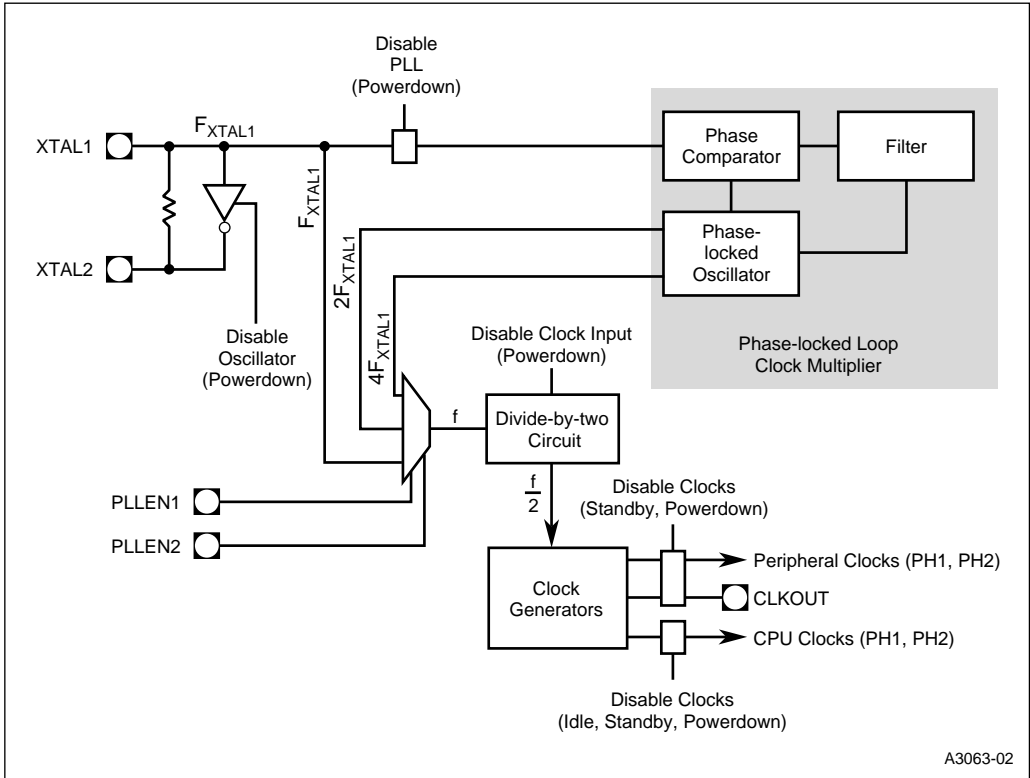 Disable
PLL
(Powerdown)
XTAL1
FXTAL1
Phase
Comparator
Filter
FXTAL1
2FXTAL1
4FXTAL1
Phase-
locked
Oscillator
XTAL2
Disable
Oscillator
(Powerdown)
Disable Clock Input
(Powerdown)
Phase-locked Loop
Clock Multiplier
f
Divide-by-two
Circuit
f
2
PLLEN1
PLLEN2
Disable Clocks
(Standby, Powerdown)
Clock
Generators
Peripheral Clocks (PH1, PH2)
CLKOUT
CPU Clocks (PH1, PH2)
Disable Clocks
(Idle, Standby, Powerdown)
A3063-02